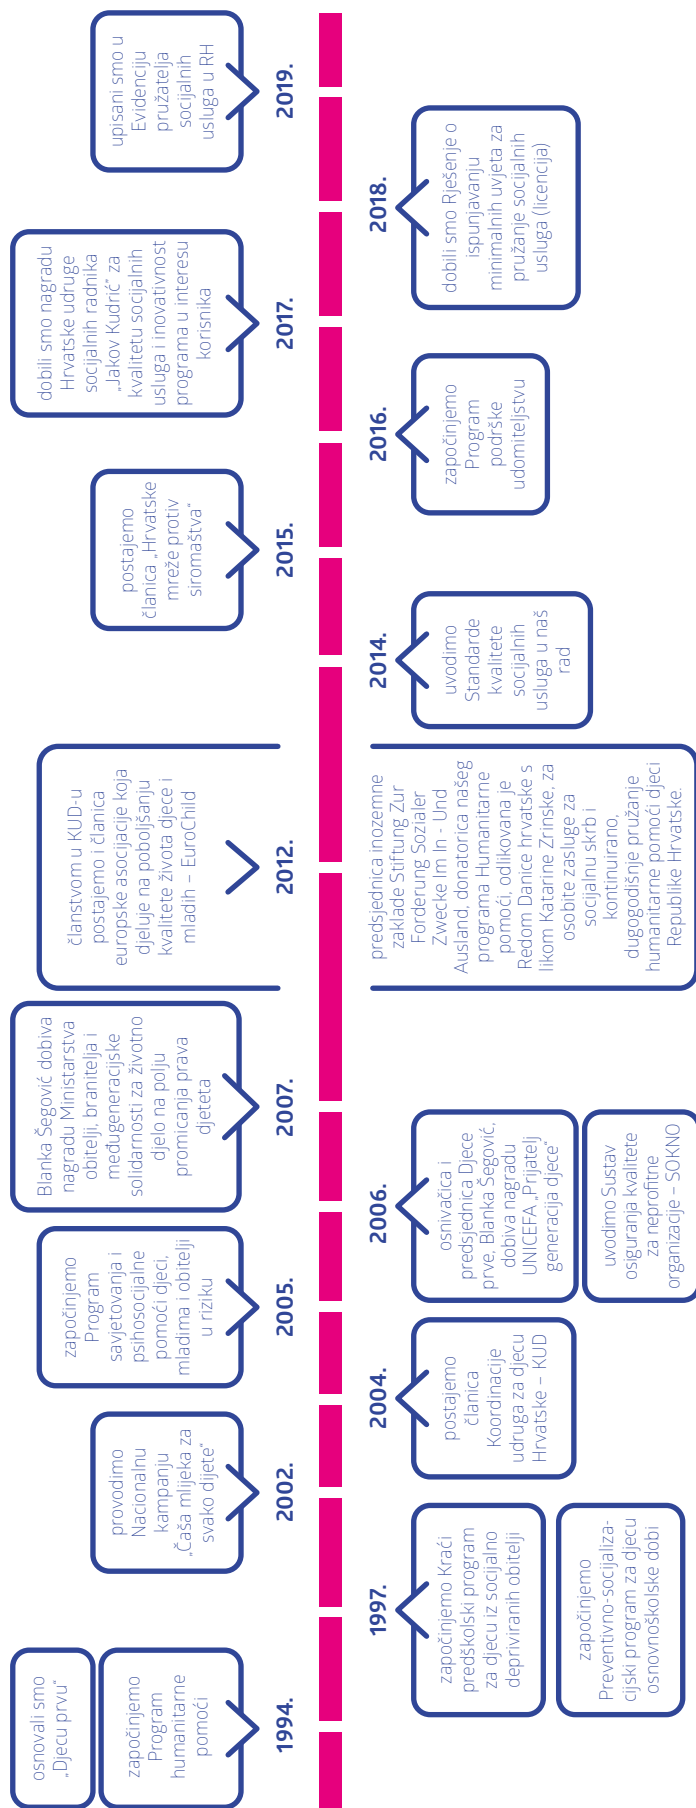 osnovali smo
„Djecu prvu“
započinjemo
Program
humanitarne
pomoći
1994.
1997.
započinjemo Kraći
predškolski program
za djecu iz socijalno
depriviranih obitelji
započinjemo
Preventivno-socijaliza-
cijski program za djecu
osnovnoškolske dobi
provodimo
Nacionalnu
kampanju
„Čaša mlijeka za
svako dijete“
2002.
2004.
postajemo
članica
Koordinacije
udruga za djecu
Hrvatske – KUD
započinjemo
Program
savjetovanja i
psihosocijalne
pomoći djeci,
mladima i obitelji
u riziku
2005.
2006.
osnivačica i
predsjednica Djece
prve, Blanka Šegović,
dobiva nagradu
UNICEFA „Prijatelj
generacija djece“
uvodimo Sustav
osiguranja kvalitete
za neprofitne
organizacije – SOKNO
Blanka Šegović dobiva
nagradu Ministarstva
obitelji, branitelja i
međugeneracijske
solidarnosti za životno
djelo na polju
promicanja prava
djeteta
2007.
članstvom u KUD-u
postajemo i članica
europske asocijacije koja
djeluje na poboljšanju
kvalitete života djece i
mladih – EuroChild
2012.
predsjednica inozemne
zaklade Stiftung Zur
Forderung Sozialer
Zwecke Im In - Und
Ausland, donatorica našeg
programa Humanitarne
pomoći, odlikovana je
Redom Danice hrvatske s
likom Katarine Zrinske, za
osobite zasluge za
socijalnu skrb i
kontinuirano,
dugogodišnje pružanje
humanitarne pomoći djeci
Republike Hrvatske.
2014.
uvodimo
Standarde
kvalitete
socijalnih
usluga u naš
rad
postajemo
članica „Hrvatske
mreže protiv
siromaštva“
2015.
2016.
započinjemo
Program
podrške
udomiteljstvu
dobili smo nagradu
Hrvatske udruge
socijalnih radnika
„Jakov Kudrić“ za
kvalitetu socijalnih
usluga i inovativnost
programa u interesu
korisnika
2017.
2018.
dobili smo Rješenje o
ispunjavanju
minimalnih uvjeta za
pružanje socijalnih
usluga (licencija)
upisani smo u
Evidenciju
pružatelja
socijalnih
usluga u RH
2019.